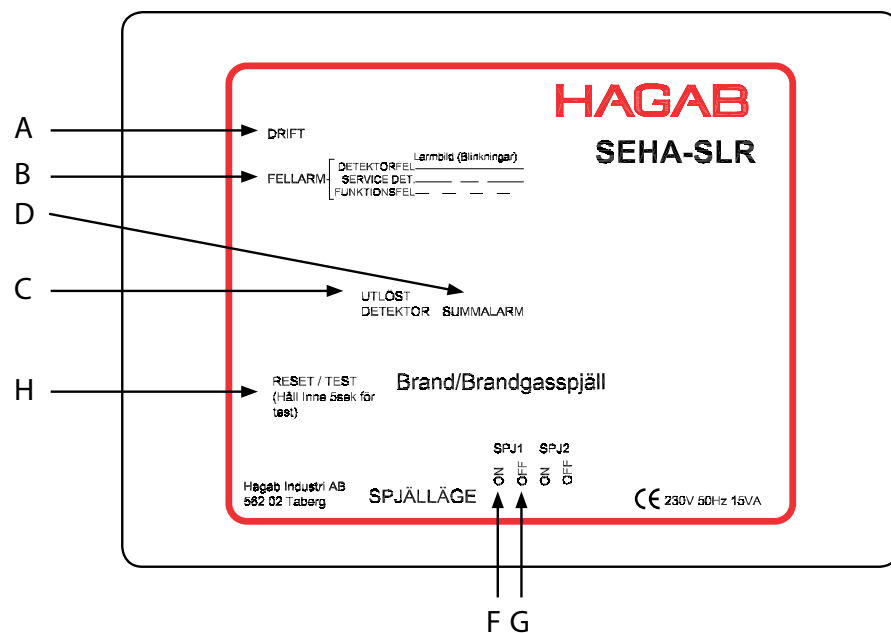 HAGAB
SEHA-SLR
A
DRIFT
Larmbild (Blinkningar)
B
FELLARM
DETEKTORFEL
SERVICE DET.
FUNKTIONSFEL
D
C
UTLÖST
DETEKTOR
SUMMALARM
H
RESET / TEST
(Håll Inne 5sek för
test)
Brand/Brandgasspjäll
SPJ1 SPJ2
ON OFF ON OFF
Hagab Industri AB
562 02 Taberg
SPJÄLLÄGE
CE 230V 50Hz 15VA
F G